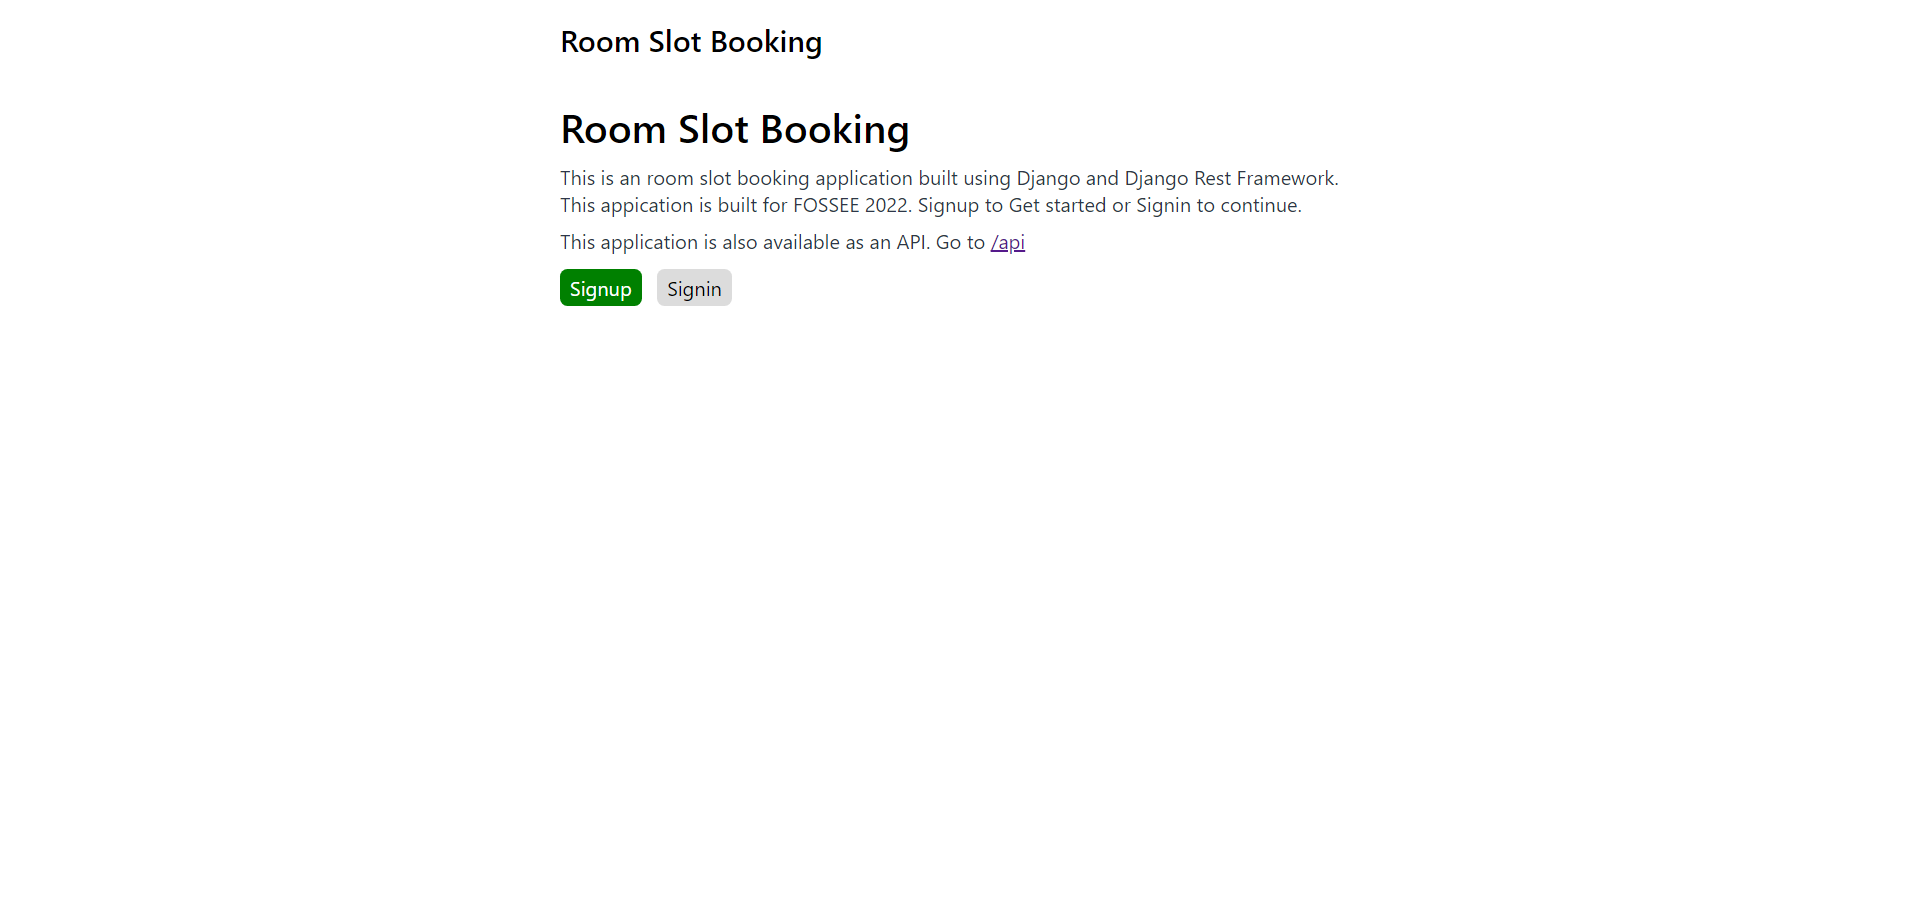 Room Slot Booking
Room Slot Booking
This is an room slot booking application built using Django and Django Rest Framework.
This appication is built for FOSSEE 2022. Signup to Get started or Signin to continue.
This application is also available as an API. Go to /api
Signup Signin